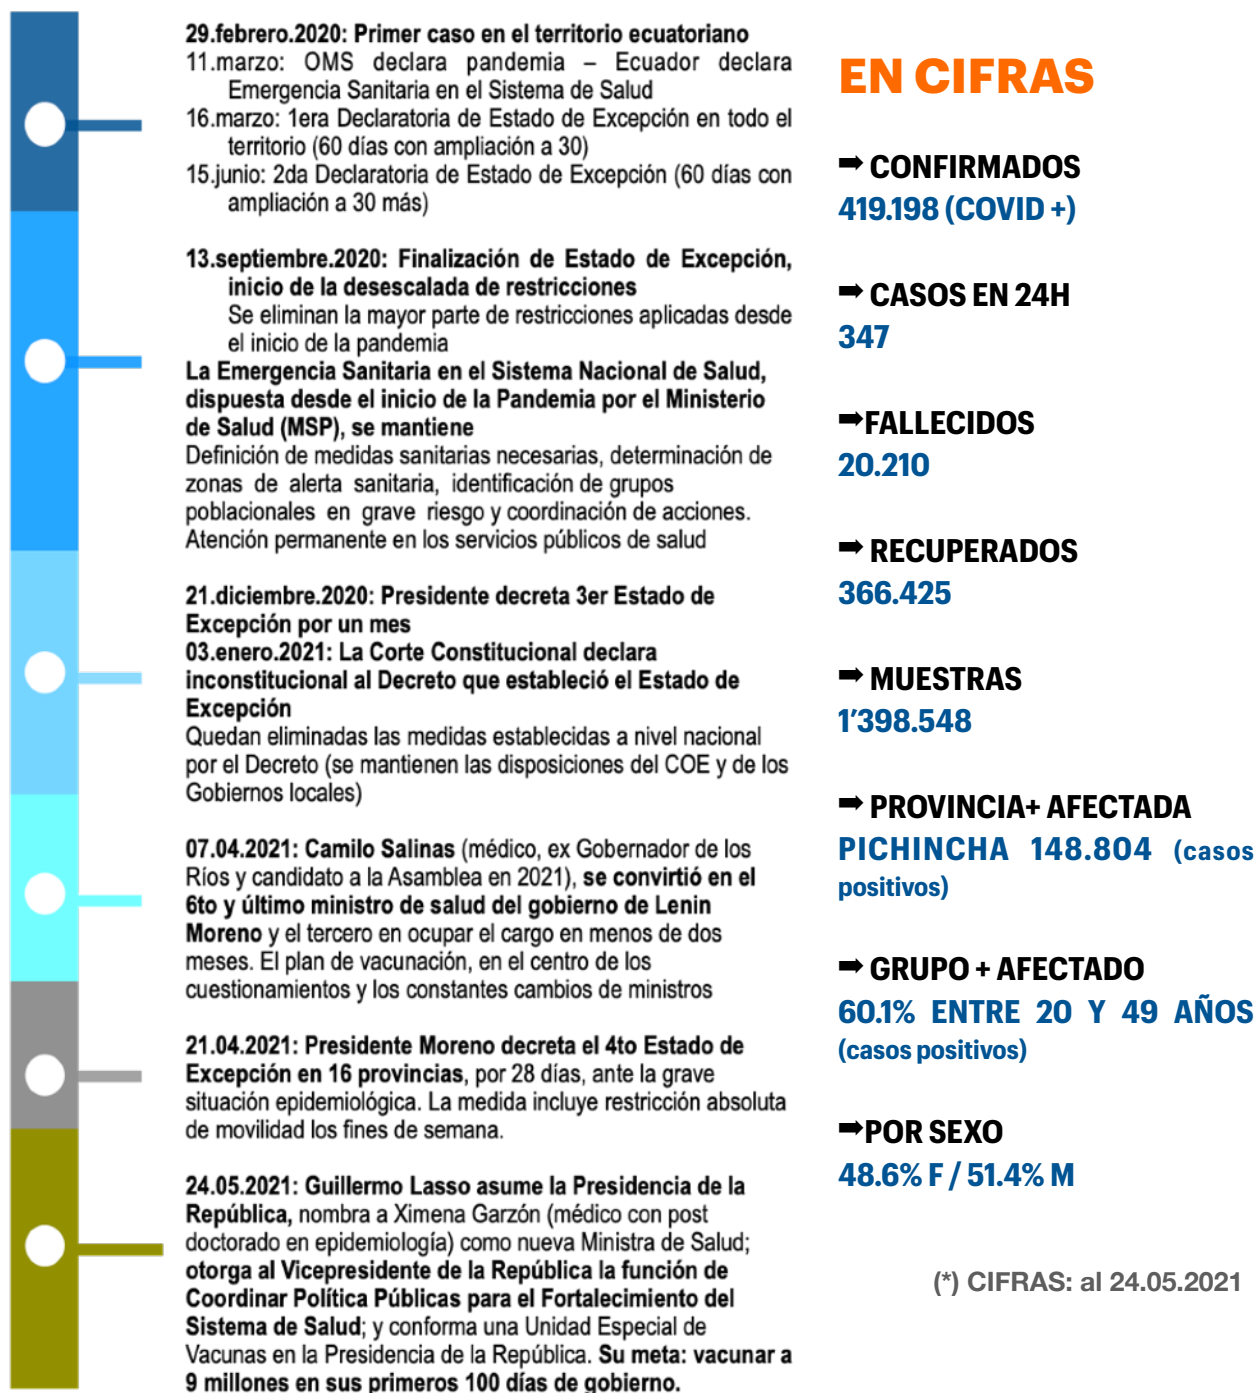 29.febrero.2020: Primer caso en el territorio ecuatoriano
11.marzo: OMS declara pandemia – Ecuador declara
Emergencia Sanitaria en el Sistema de Salud
16.marzo: 1era Declaratoria de Estado de Excepción en todo el
territorio (60 días con ampliación a 30)
15.junio: 2da Declaratoria de Estado de Excepción (60 días con
ampliación a 30 más)
13.septiembre.2020: Finalización de Estado de Excepción,
inicio de la desescalada de restricciones
Se eliminan la mayor parte de restricciones aplicadas desde
el inicio de la pandemia
La Emergencia Sanitaria en el Sistema Nacional de Salud,
dispuesta desde el inicio de la Pandemia por el Ministerio
de Salud (MSP), se mantiene
Definición de medidas sanitarias necesarias, determinación de
zonas de alerta sanitaria, identificación de grupos
poblacionales en grave riesgo y coordinación de acciones.
Atención permanente en los servicios públicos de salud
21.diciembre.2020: Presidente decreta 3er Estado de
Excepción por un mes
03.enero.2021: La Corte Constitucional declara
inconstitucional al Decreto que estableció el Estado de
Excepción
Quedan eliminadas las medidas establecidas a nivel nacional
por el Decreto (se mantienen las disposiciones del COE y de los
Gobiernos locales)
07.04.2021: Camilo Salinas (médico, ex Gobernador de los
Ríos y candidato a la Asamblea en 2021), se convirtió en el
6to y último ministro de salud del gobierno de Lenin
Moreno y el tercero en ocupar el cargo en menos de dos
meses. El plan de vacunación, en el centro de los
cuestionamientos y los constantes cambios de ministros
21.04.2021: Presidente Moreno decreta el 4to Estado de
Excepción en 16 provincias, por 28 días, ante la grave
situación epidemiológica. La medida incluye restricción absoluta
de movilidad los fines de semana.
24.05.2021: Guillermo Lasso asume la Presidencia de la
República, nombra a Ximena Garzón (médico con post
doctorado en epidemiología) como nueva Ministra de Salud;
otorga al Vicepresidente de la República la función de
Coordinar Política Públicas para el Fortalecimiento del
Sistema de Salud; y conforma una Unidad Especial de
Vacunas en la Presidencia de la República. Su meta: vacunar a
9 millones en sus primeros 100 días de gobierno.
EN CIFRAS
➡ CONFIRMADOS
419.198 (COVID +)
➡ CASOS EN 24H
347
➡FALLECIDOS
20.210
➡ RECUPERADOS
366.425
➡ MUESTRAS
1’398.548
➡ PROVINCIA+ AFECTADA
PICHINCHA 148.804 (casos
positivos)
➡ GRUPO + AFECTADO
60.1% ENTRE 20 Y 49 AÑOS
(casos positivos)
➡POR SEXO
48.6% F / 51.4% M
(*) CIFRAS: al 24.05.2021